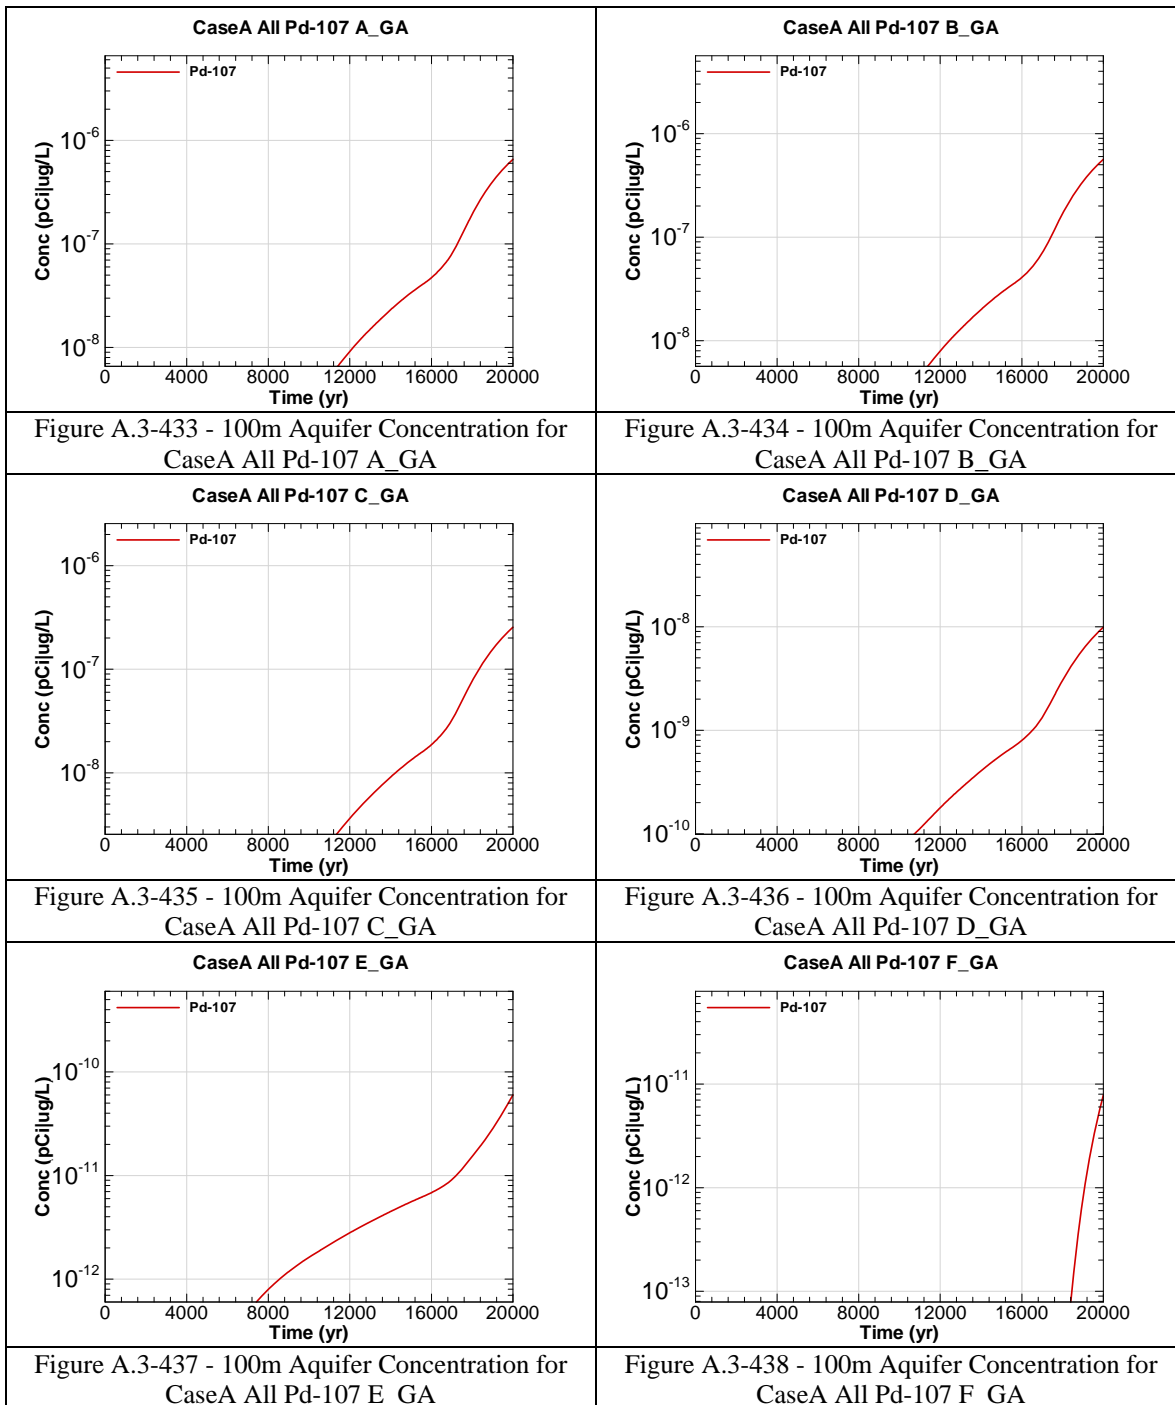 CaseA All Pd-107 A_GA
Pd-107
Conc (pCi|ug/L)
10-6
10-7
10-8
0 4000 8000 12000 16000 20000
Time (yr)
Figure A.3-433 - 100m Aquifer Concentration for
CaseA All Pd-107 A_GA
CaseA All Pd-107 B_GA
Pd-107
Conc (pCi|ug/L)
10-6
10-7
10-8
0 4000 8000 12000 16000 20000
Time (yr)
Figure A.3-434 - 100m Aquifer Concentration for
CaseA All Pd-107 B_GA
CaseA All Pd-107 C_GA
Pd-107
Conc (pCi|ug/L)
10-6
10-7
10-8
0 4000 8000 12000 16000 20000
Time (yr)
Figure A.3-435 - 100m Aquifer Concentration for
CaseA All Pd-107 C_GA
CaseA All Pd-107 D_GA
Pd-107
Conc (pCi|ug/L)
10-8
10-9
10-10
0 4000 8000 12000 16000 20000
Time (yr)
Figure A.3-436 - 100m Aquifer Concentration for
CaseA All Pd-107 D_GA
CaseA All Pd-107 E_GA
Pd-107
Conc (pCi|ug/L)
10-10
10-11
10-12
0 4000 8000 12000 16000 20000
Time (yr)
Figure A.3-437 - 100m Aquifer Concentration for
CaseA All Pd-107 E_GA
CaseA All Pd-107 F_GA
Pd-107
Conc (pCi|ug/L)
10-11
10-12
10-13
0 4000 8000 12000 16000 20000
Time (yr)
Figure A.3-438 - 100m Aquifer Concentration for
CaseA All Pd-107 F_GA